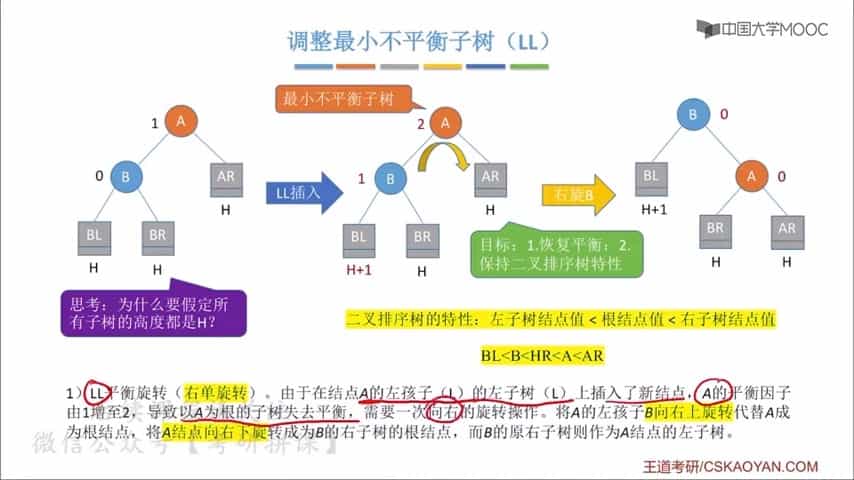 调整最小不平衡子树（LL）
中国大学MOOC
最小不平衡子树
1
A
0
B
AR
H
BL
BR
H
H
LL插入
2
A
1
B
AR
H
BL
BR
H+1
H
右旋B
B
0
BL
A
0
H+1
BR
AR
H
H
目标：1.恢复平衡；2.
保持二叉排序树特性
思考：为什么要假定所
有子树的高度都是H？
二叉排序树的特性：左子树结点值＜根结点值＜右子树结点值
BL<B<HR<A<AR
1）LL平衡旋转（右单旋转）。由于在结点A的左孩子（L）的左子树（L）上插入了新结点，A的平衡因子
由1增至2，导致以A为根的子树失去平衡，需要一次向右的旋转操作。将A的左孩子B向右上旋转代替A成
为根结点，将A结点向右下旋转成为B的右子树的根结点，而B的原右子树则作为A结点的左子树。
微信公众号【考研拼课】
王道考研/CSKAOYAN.COM